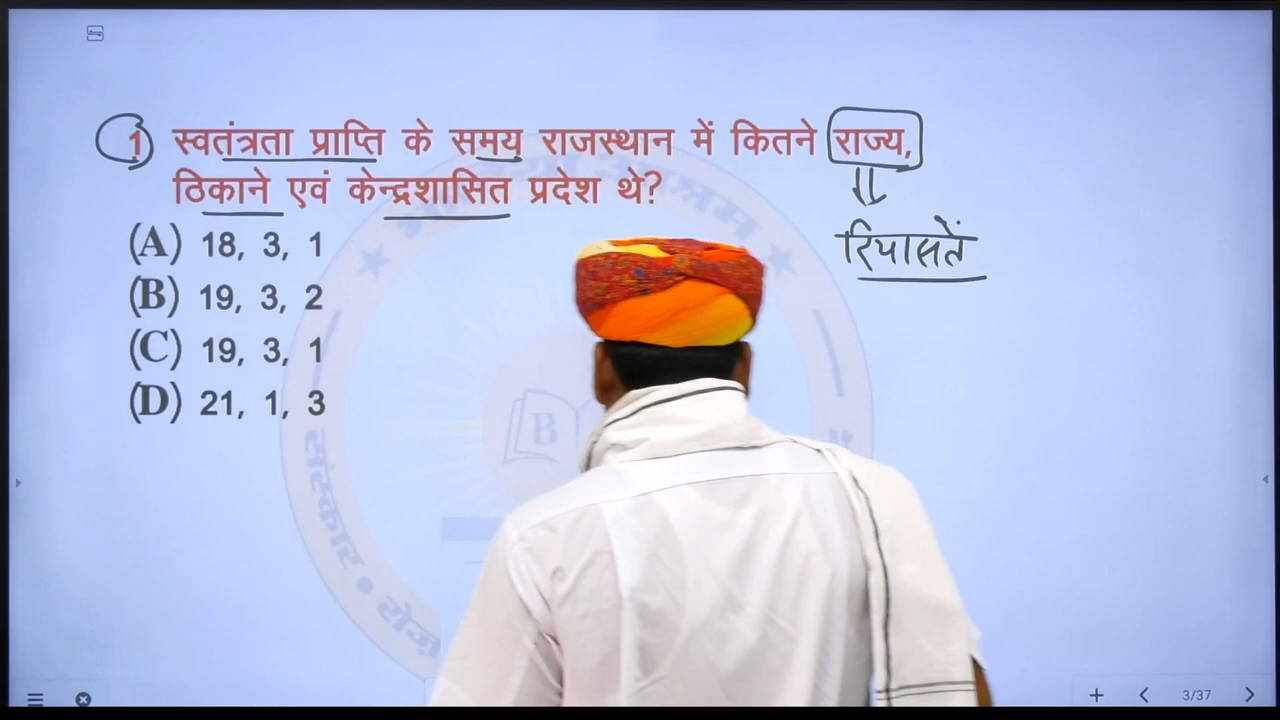 1 स्वतंत्रता प्राप्ति के समय राजस्थान में कितने राज्य,
ठिकाने एवं केन्द्रशासित प्रदेश थे?
रियासतें
(A) 18, 3, 1
(B) 19, 3, 2
(C) 19, 3, 1
(D) 21, 1, 3
B
संस्कार
3/37